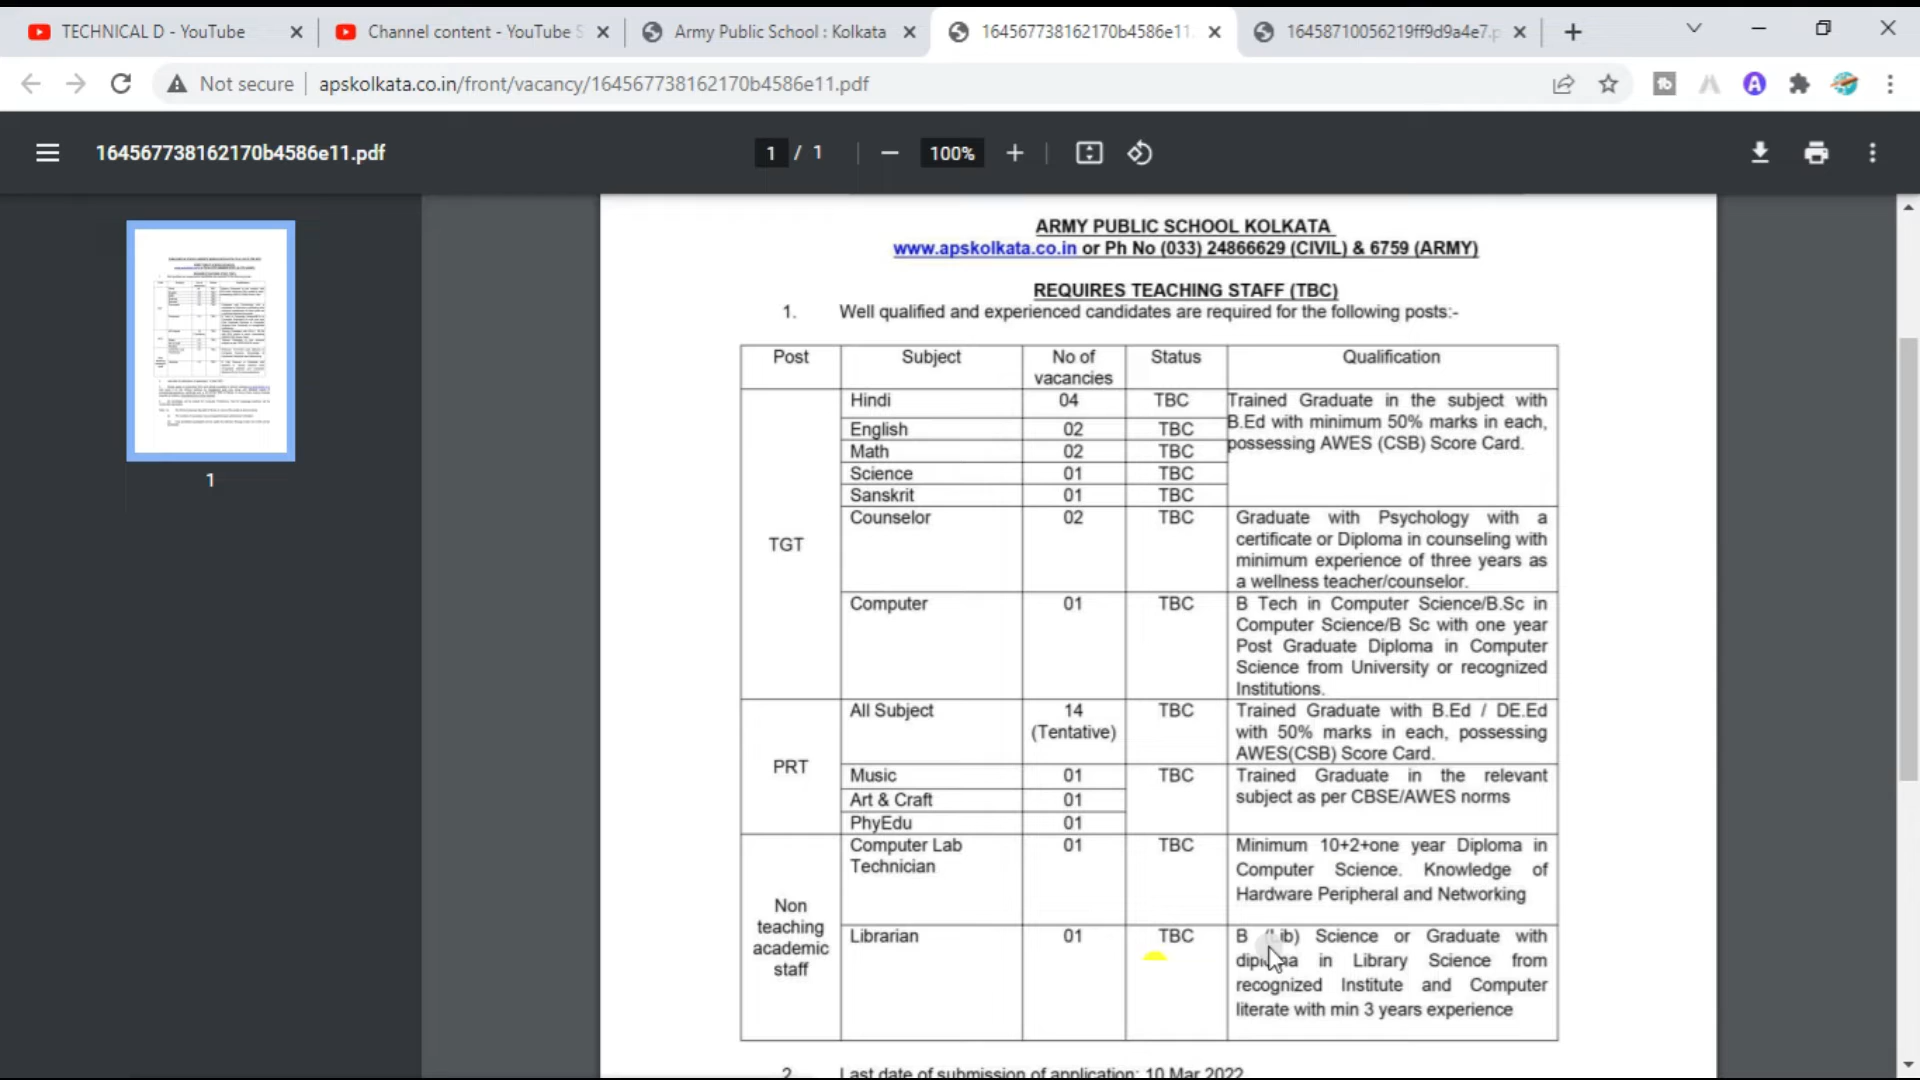 TECHNICAL D - YouTube
Channel content - YouTube S
Army Public School : Kolkata
164567738162170b4586e11.
16458710056219ff9d9a4e7.p
Not secure
apskolkata.co.in/front/vacancy/164567738162170b4586e11.pdf
164567738162170b4586e11.pdf
1 / 1
100%
1
ARMY PUBLIC SCHOOL KOLKATA
www.apskolkata.co.in or Ph No (033) 24866629 (CIVIL) & 6759 (ARMY)
REQUIRES TEACHING STAFF (TBC)
1. Well qualified and experienced candidates are required for the following posts:-
Post Subject No of vacancies Status Qualification
TGT
Hindi 04 TBC
English 02 TBC
Math 02 TBC
Science 01 TBC
Sanskrit 01 TBC
Trained Graduate in the subject with
B.Ed with minimum 50% marks in each,
possessing AWES (CSB) Score Card.
Counselor 02 TBC
Graduate with Psychology with a
certificate or Diploma in counseling with
minimum experience of three years as
a wellness teacher/counselor.
Computer 01 TBC
B Tech in Computer Science/B.Sc in
Computer Science/B Sc with one year
Post Graduate Diploma in Computer
Science from University or recognized
Institutions.
PRT
All Subject 14 TBC
(Tentative)
Trained Graduate with B.Ed / DE.Ed
with 50% marks in each, possessing
AWES(CSB) Score Card.
Music 01 TBC
Art & Craft 01
PhyEdu 01
Trained Graduate in the relevant
subject as per CBSE/AWES norms
Non
teaching
academic
staff
Computer Lab
Technician
01 TBC
Minimum 10+2+one year Diploma in
Computer Science. Knowledge of
Hardware Peripheral and Networking
Librarian 01 TBC
B (Lib) Science or Graduate with
diploma in Library Science from
recognized Institute and Computer
literate with min 3 years experience
2 Last date of submission of application: 10 Mar 2022